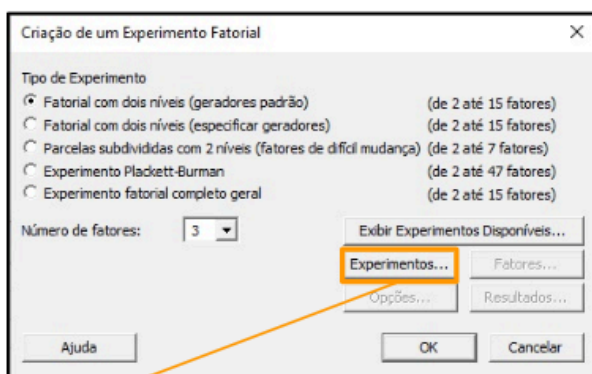 Criação de um Experimento Fatorial
Tipo de Experimento
Fatorial com dois níveis (geradores padrão) (de 2 até 15 fatores)
Fatorial com dois níveis (especificar geradores) (de 2 até 15 fatores)
Parcelas subdivididas com 2 níveis (fatores de difícil mudança) (de 2 até 7 fatores)
Experimento Plackett-Burman (de 2 até 47 fatores)
Experimento fatorial completo geral (de 2 até 15 fatores)
Número de fatores: 3 Exibir Experimentos Disponíveis...
Experimentos... Fatores...
Opções... Resultados...
Ajuda OK Cancelar